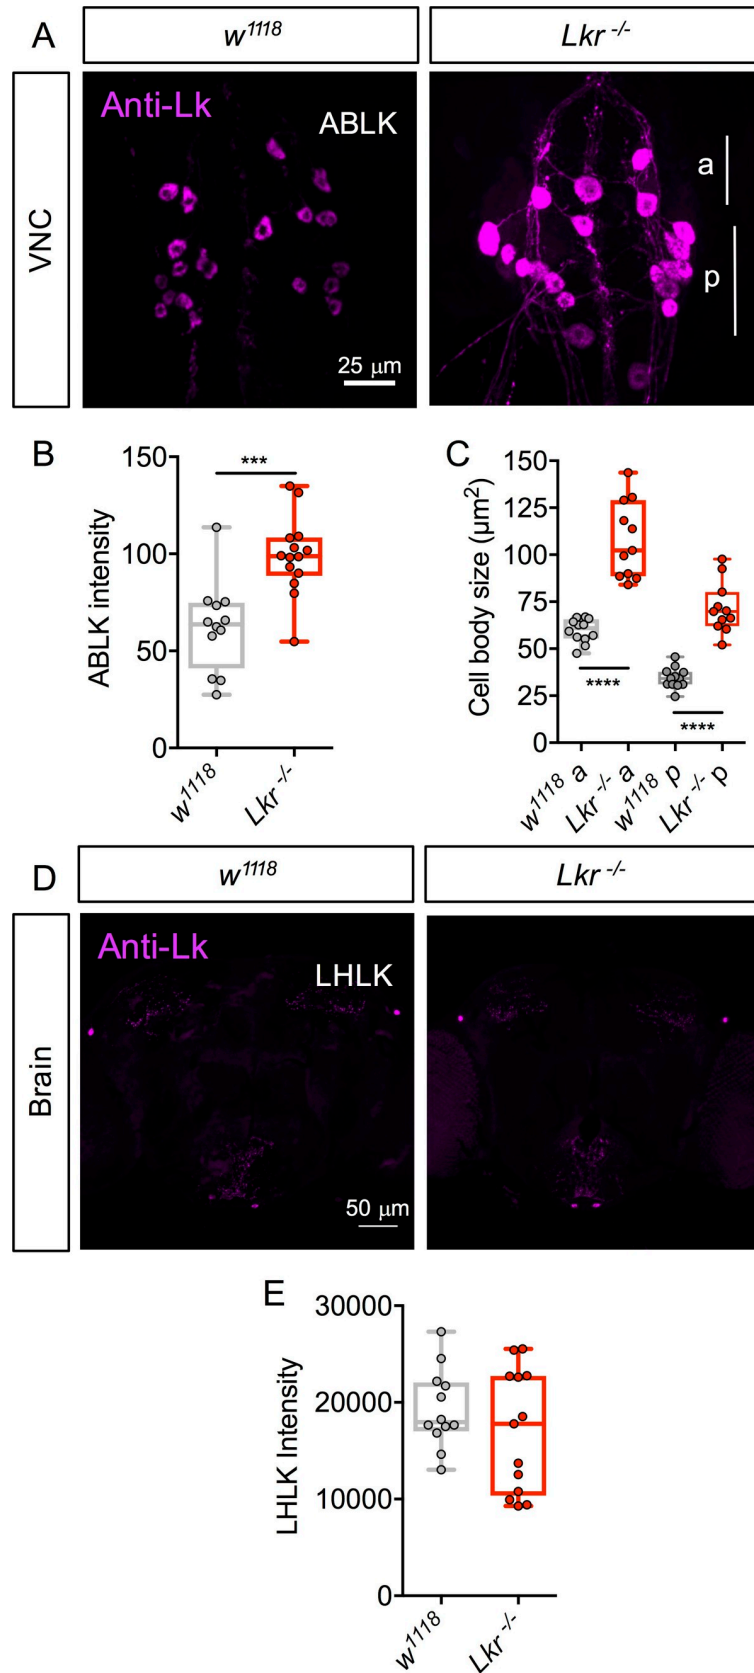 A
w1118
Lkr -/-
VNC
Anti-Lk
ABLK
25 μm
a
p
B
ABLK intensity
150
100
50
0
***
w1118
Lkr -/-
C
Cell body size (μm2)
150
125
100
75
50
25
0
****
****
w1118 a
Lkr -/- a
w1118 p
Lkr -/- p
D
w1118
Lkr -/-
Brain
Anti-Lk
LHLK
50 μm
E
LHLK Intensity
30000
20000
10000
0
w1118
Lkr -/-